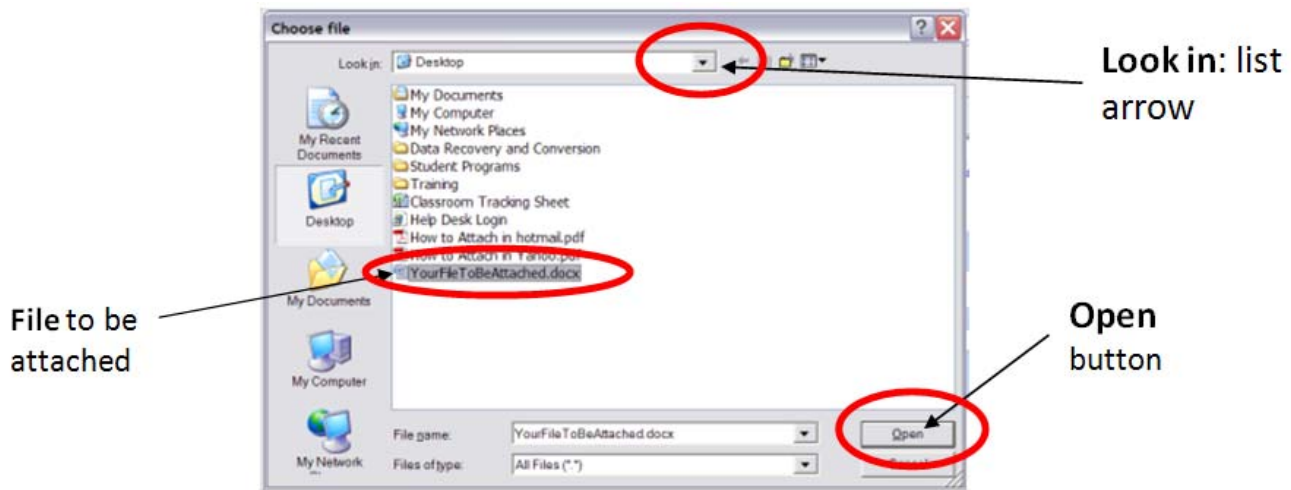 Choose file
Look in:
Desktop
Look in: list
arrow
My Documents
My Computer
My Network Places
Data Recovery and Conversion
Student Programs
Training
Classroom Tracking Sheet
Help Desk Login
How to Attach in hotmail.pdf
How to Attach in Yahoo.pdf
YourFileToBeAttached.docx
My Recent
Documents
Desktop
My Documents
My Computer
My Network
File to be
attached
Open
button
File name:
YourFileToBeAttached.docx
Open
Files of type:
All Files (*.*)